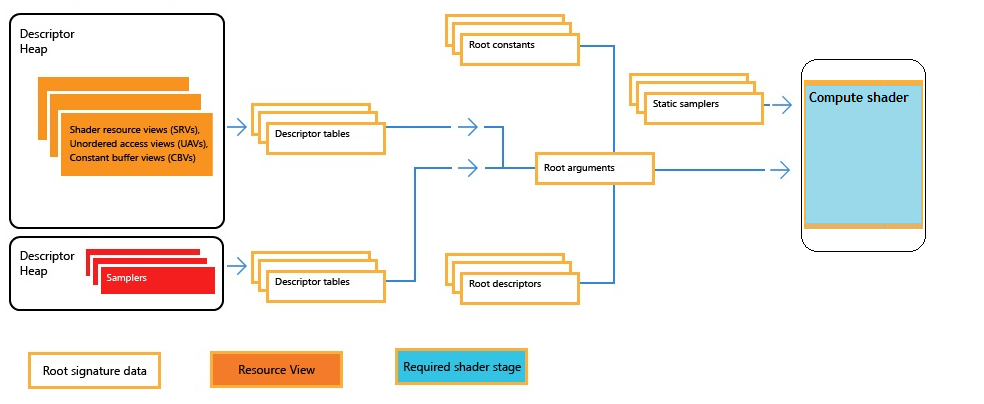 Descriptor
Heap
Shader resource views (SRVs),
Unordered access views (UAVs),
Constant buffer views (CBVs)
Descriptor tables
Root constants
Static samplers
Compute shader
Root arguments
Descriptor
Heap
Samplers
Descriptor tables
Root descriptors
Root signature data
Resource View
Required shader stage